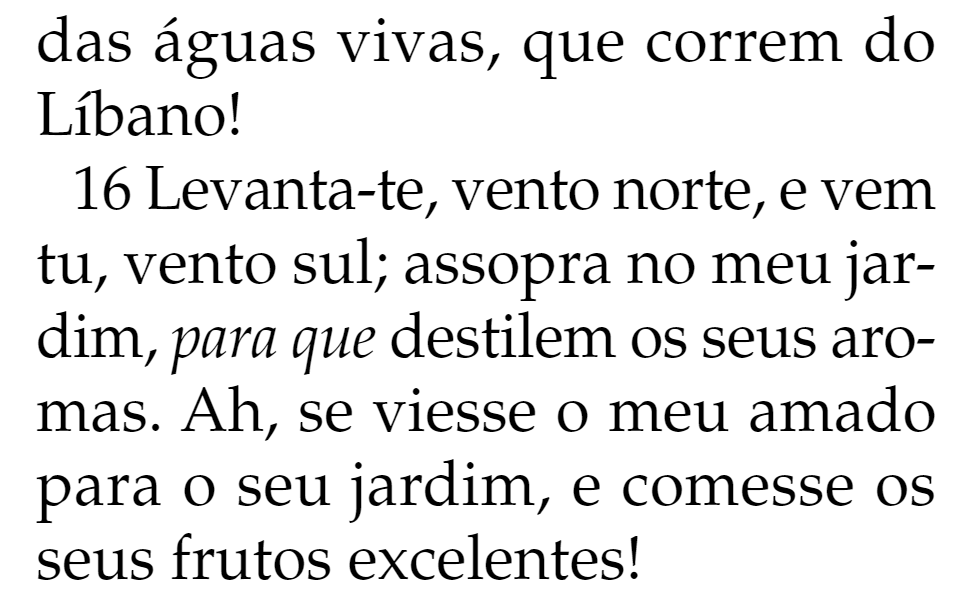 das águas vivas, que correm do
Líbano!
16 Levanta-te, vento norte, e vem
tu, vento sul; assopra no meu jar-
dim, para que destilem os seus aro-
mas. Ah, se viesse o meu amado
para o seu jardim, e comesse os
seus frutos excelentes!